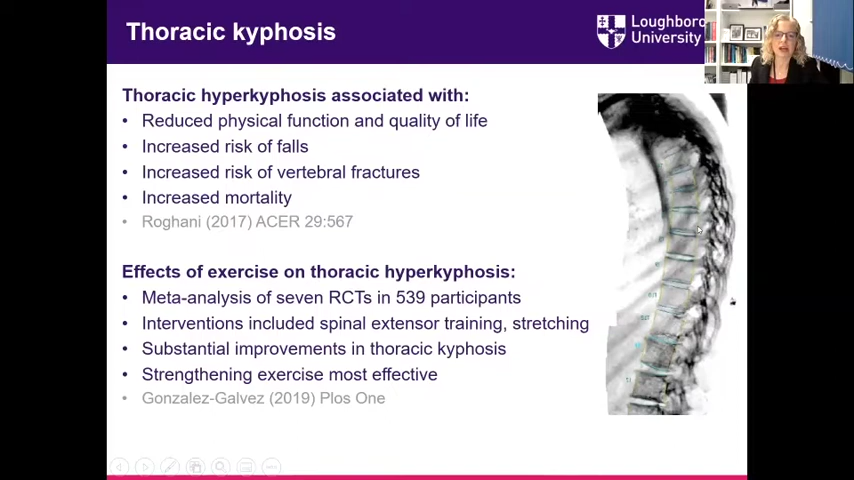 Thoracic kyphosis
Loughboro
University
Thoracic hyperkyphosis associated with:
• Reduced physical function and quality of life
• Increased risk of falls
• Increased risk of vertebral fractures
• Increased mortality
• Roghani (2017) ACER 29:567
Effects of exercise on thoracic hyperkyphosis:
• Meta-analysis of seven RCTs in 539 participants
• Interventions included spinal extensor training, stretching
• Substantial improvements in thoracic kyphosis
• Strengthening exercise most effective
• Gonzalez-Galvez (2019) Plos One